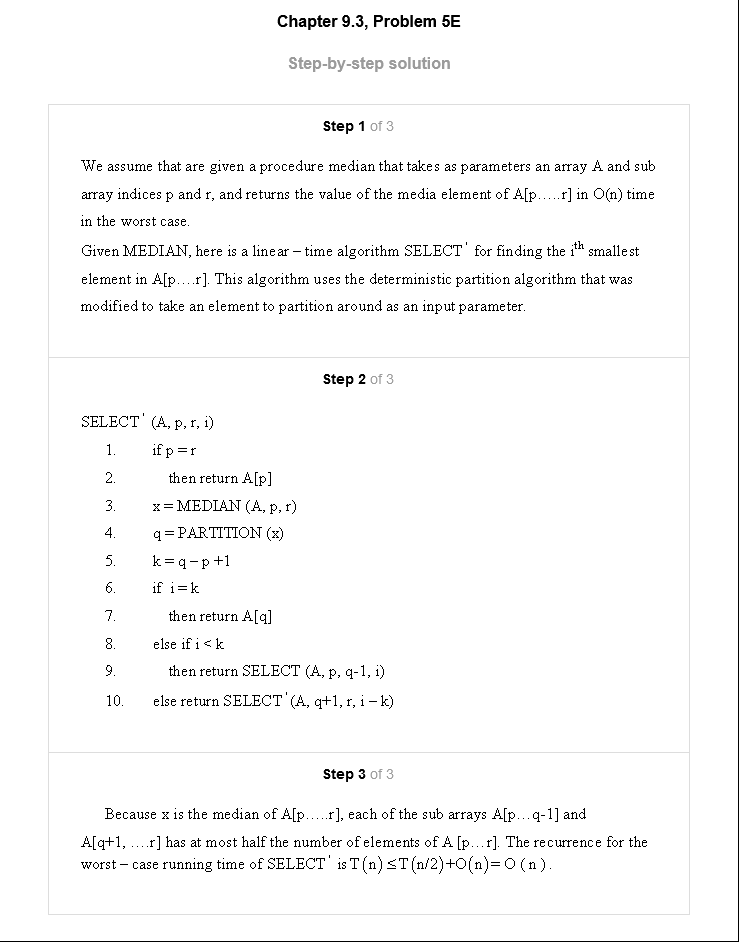 Chapter 9.3, Problem 5E
Step-by-step solution
Step 1 of 3
We assume that are given a procedure median that takes as parameters an array A and sub
array indices p and r, and returns the value of the media element of A[p.....r] in O(n) time
in the worst case.
Given MEDIAN, here is a linear – time algorithm SELECT' for finding the i^th smallest
element in A[p....r]. This algorithm uses the deterministic partition algorithm that was
modified to take an element to partition around as an input parameter.
Step 2 of 3
SELECT' (A, p, r, i)
1. if p = r
2. then return A[p]
3. x = MEDIAN (A, p, r)
4. q = PARTITION (x)
5. k = q – p +1
6. if i = k
7. then return A[q]
8. else if i < k
9. then return SELECT (A, p, q-1, i)
10. else return SELECT'(A, q+1, r, i – k)
Step 3 of 3
Because x is the median of A[p.....r], each of the sub arrays A[p...q-1] and
A[q+1, ....r] has at most half the number of elements of A [p...r]. The recurrence for the
worst – case running time of SELECT' is T(n) ≤T(n/2)+O(n)= O (n).